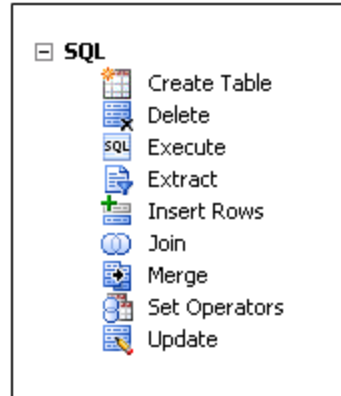 SQL
Create Table
Delete
SQL Execute
Extract
Insert Rows
Join
Merge
Set Operators
Update